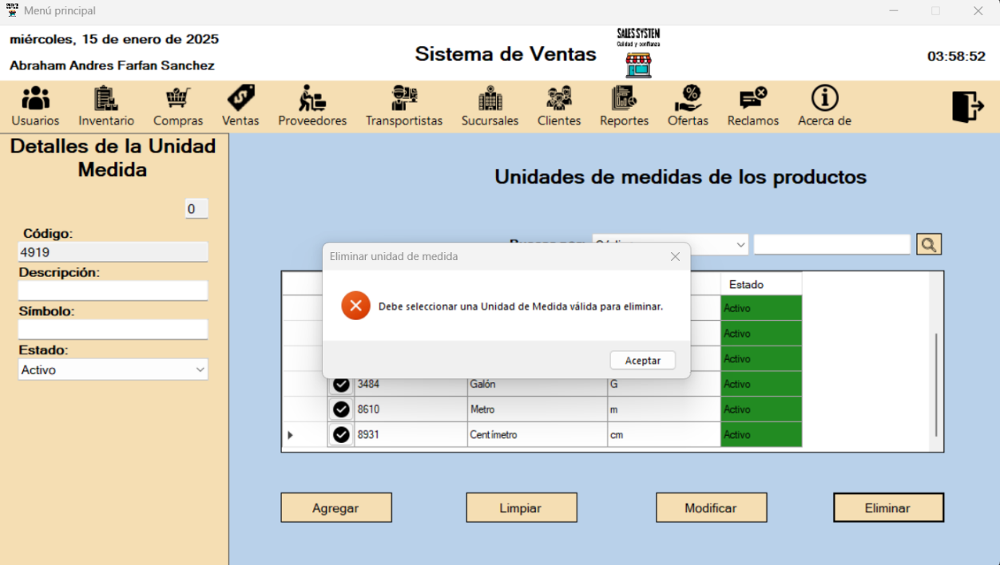 Menú principal
miércoles, 15 de enero de 2025
Abraham Andres Farfan Sanchez
Sistema de Ventas
SALES SYSTEM
Calidad y confianza
03:58:52
Usuarios Inventario Compras Ventas Proveedores Transportistas Sucursales Clientes Reportes Ofertas Reclamos Acerca de
Detalles de la Unidad
Medida
0
Código:
4919
Descripción:
Símbolo:
Estado:
Activo
Unidades de medidas de los productos
Eliminar unidad de medida
Debe seleccionar una Unidad de Medida válida para eliminar.
Aceptar
Estado
Activo
Activo
Activo
3484 Galón G Activo
8610 Metro m Activo
8931 Centímetro cm Activo
Agregar Limpiar Modificar Eliminar